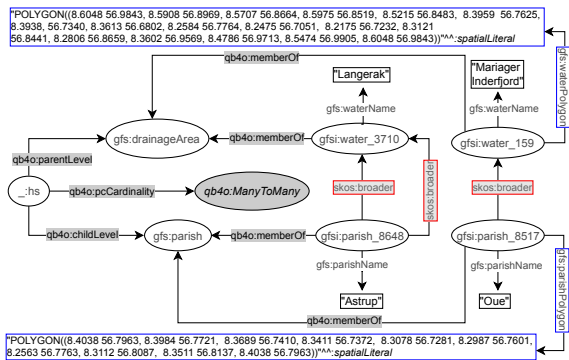 "POLYGON((8.6048 56.9843, 8.5908 56.8969, 8.5707 56.8664, 8.5975 56.8519, 8.5215 56.8483, 8.3959 56.7625,
8.3938, 56.7340, 8.3613 56.6802, 8.2584 56.7764, 8.2475 56.7051, 8.2175 56.7232, 8.3121
56.8441, 8.2806 56.8659, 8.3602 56.9569, 8.4786 56.9713, 8.5474 56.9905, 8.6048 56.9843))"^^:spatialLiteral
qb4o:memberOf
"Langerak"
"Mariager
Inderfjord"
gfs:waterPolygon
gfs:waterName
gfs:waterName
gfs:drainageArea
qb4o:memberOf
gfsi:water_3710
gfsi:water_159
qb4o:parentLevel
_:hs
qb4o:pcCardinality
qb4o:ManyToMany
skos:broader
skos:broader
skos:broader
qb4o:childLevel
gfs:parish
qb4o:memberOf
gfsi:parish_8648
gfsi:parish_8517
gfs:parishName
gfs:parishName
gfs:parishPolygon
"Astrup"
"Oue"
qb4o:memberOf
"POLYGON((8.4038 56.7963, 8.3984 56.7721, 8.3689 56.7410, 8.3411 56.7372, 8.3078 56.7281, 8.2987 56.7601,
8.2563 56.7763, 8.3112 56.8087, 8.3511 56.8137, 8.4038 56.7963))"^^:spatialLiteral